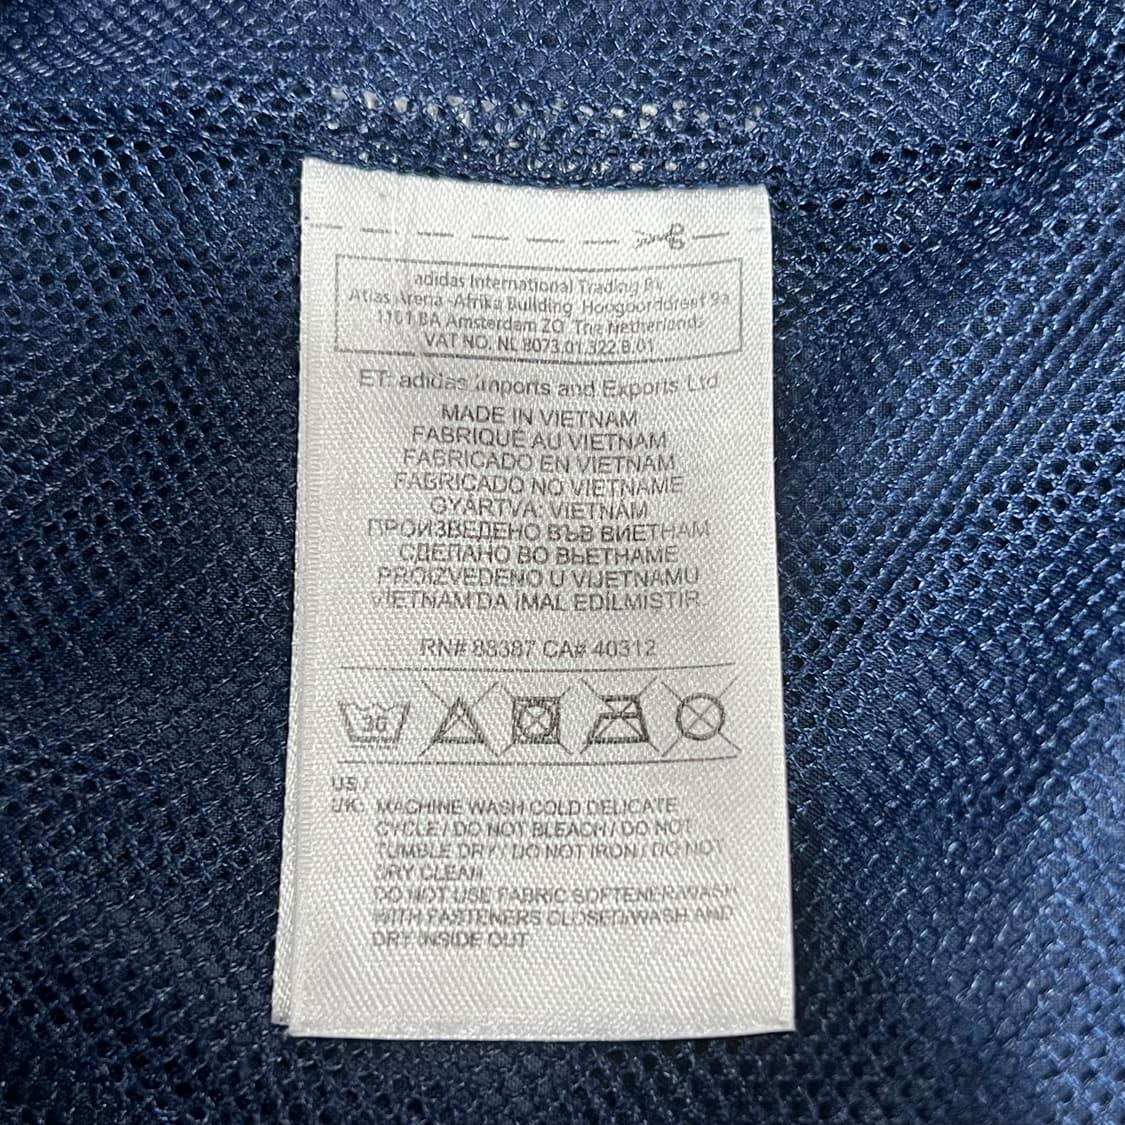 adidas International Trading BV
Atlas Arena -Afrika Building, Hoogoorddreef 9a
1101 BA Amsterdam ZO The Netherlands
VAT NO. NL 8073.01.322.B.01
ET: adidas Imports and Exports Ltd
MADE IN VIETNAM
FABRIQUÉ AU VIETNAM
FABRICADO EN VIETNAM
FABRICADO NO VIETNAME
GYÁRTVA: VIETNAM
ПРОИЗВЕДЕНО ВЪВ ВИЕТНАМ
СДЕЛАНО ВО ВЬЕТНАМЕ
PROIZVEDENO U VIJETNAMU
VİETNAM'DA İMAL EDİLMİSTİR.
RN# 88387 CA# 40312
30
US /
UK: MACHINE WASH COLD DELICATE
CYCLE / DO NOT BLEACH / DO NOT
TUMBLE DRY / DO NOT IRON / DO NOT
DRY CLEAN
DO NOT USE FABRIC SOFTENER/WASH
WITH FASTENERS CLOSED/WASH AND
DRY INSIDE OUT